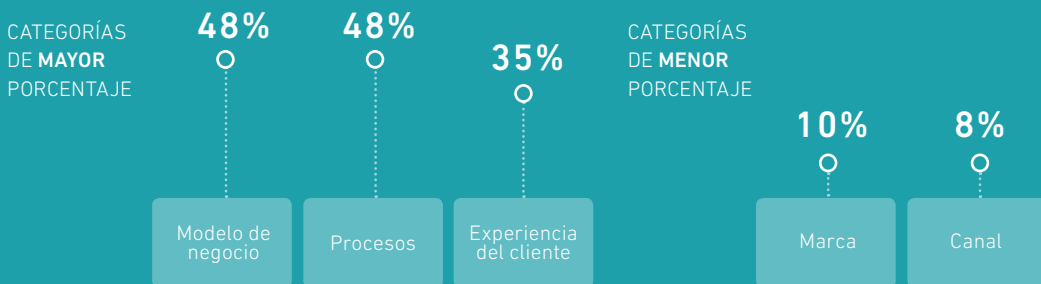 CATEGORÍAS
DE MAYOR
PORCENTAJE
48%
48%
35%
Modelo de
negocio
Procesos
Experiencia
del cliente
CATEGORÍAS
DE MENOR
PORCENTAJE
10%
8%
Marca
Canal